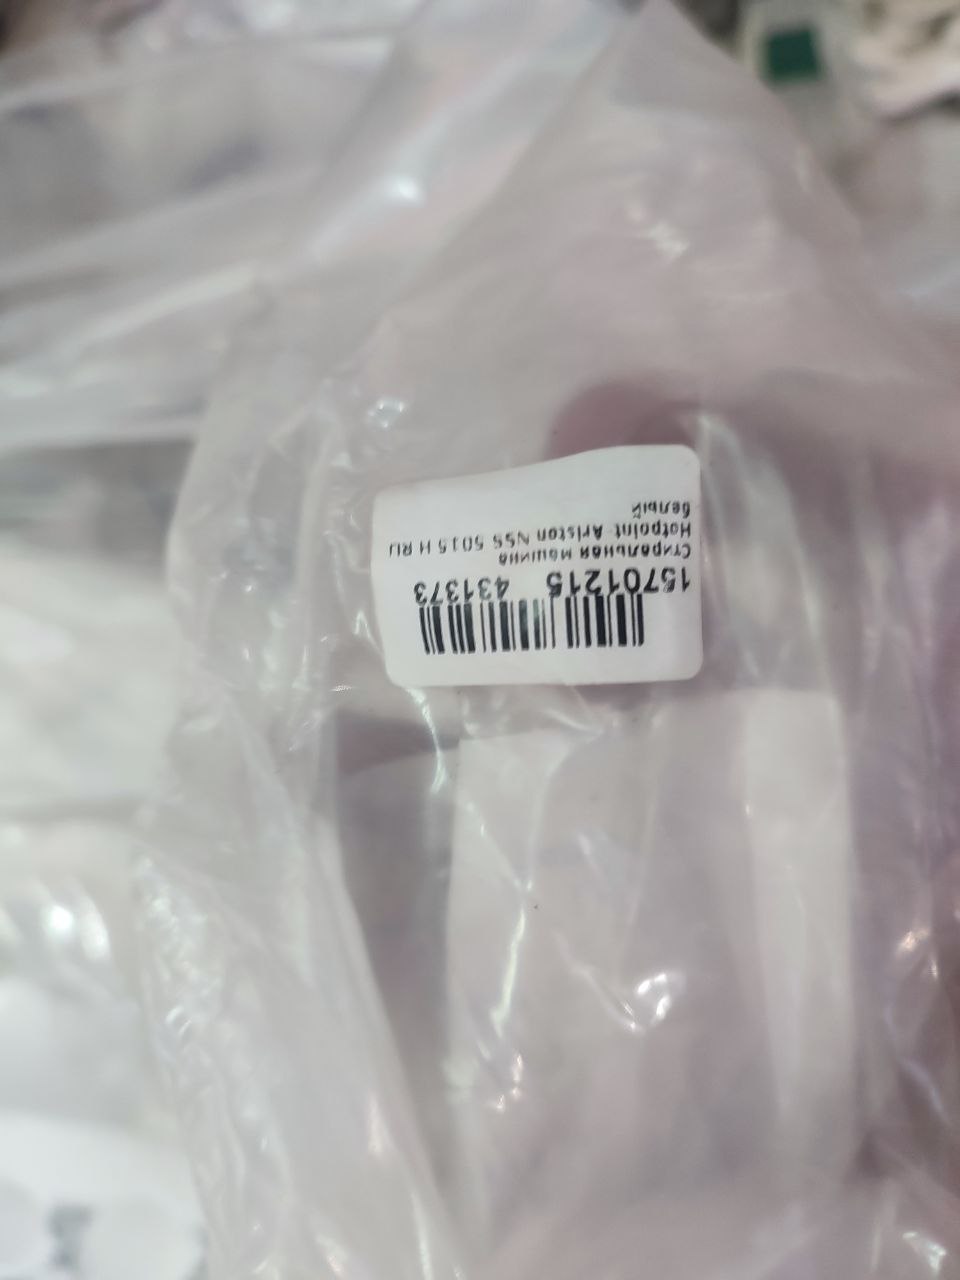 15701215 431373
Стиральная машина
Hotpoint-Ariston NSS 5015 H RU
белый